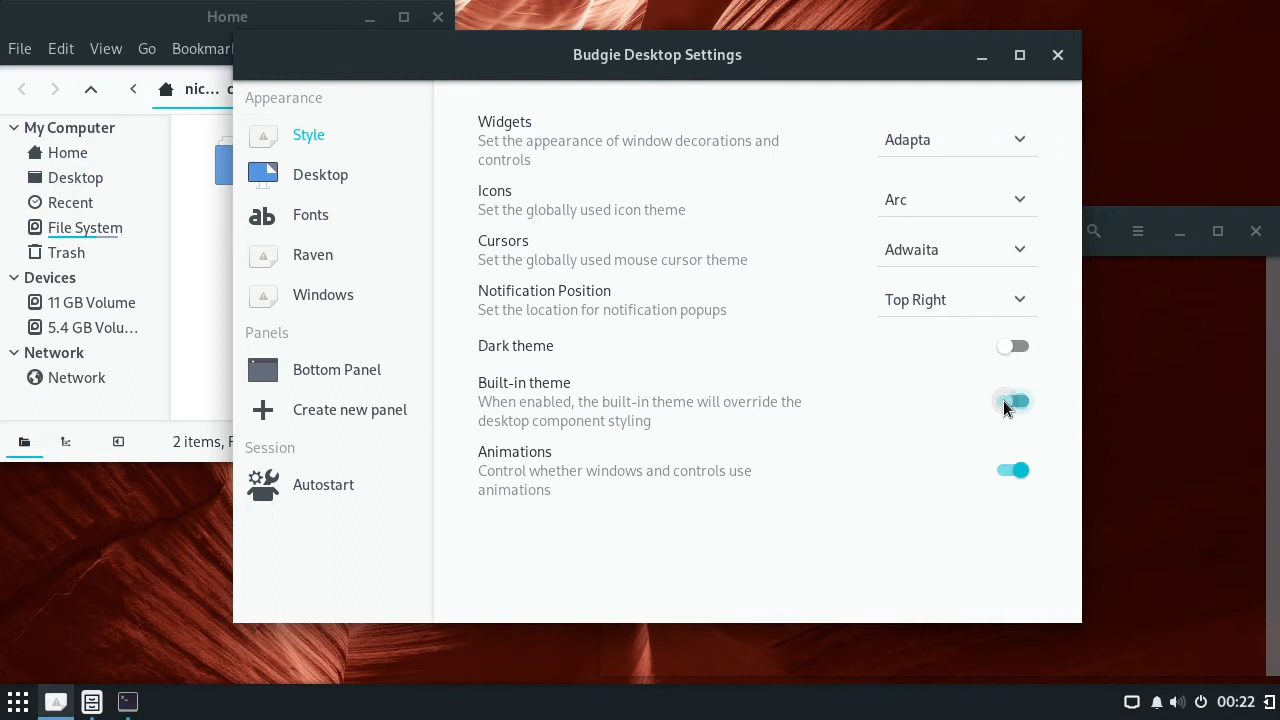 Home
File Edit View Go Bookmar
nic...
My Computer
Home
Desktop
Recent
File System
Trash
Devices
11 GB Volume
5.4 GB Volu...
Network
Network
2 items, F
Budgie Desktop Settings
Appearance
Style
Desktop
Fonts
Raven
Windows
Panels
Bottom Panel
Create new panel
Session
Autostart
Widgets
Set the appearance of window decorations and
controls
Adapta
Icons
Set the globally used icon theme
Arc
Cursors
Set the globally used mouse cursor theme
Adwaita
Notification Position
Set the location for notification popups
Top Right
Dark theme
Built-in theme
When enabled, the built-in theme will override the
desktop component styling
Animations
Control whether windows and controls use
animations
00:22